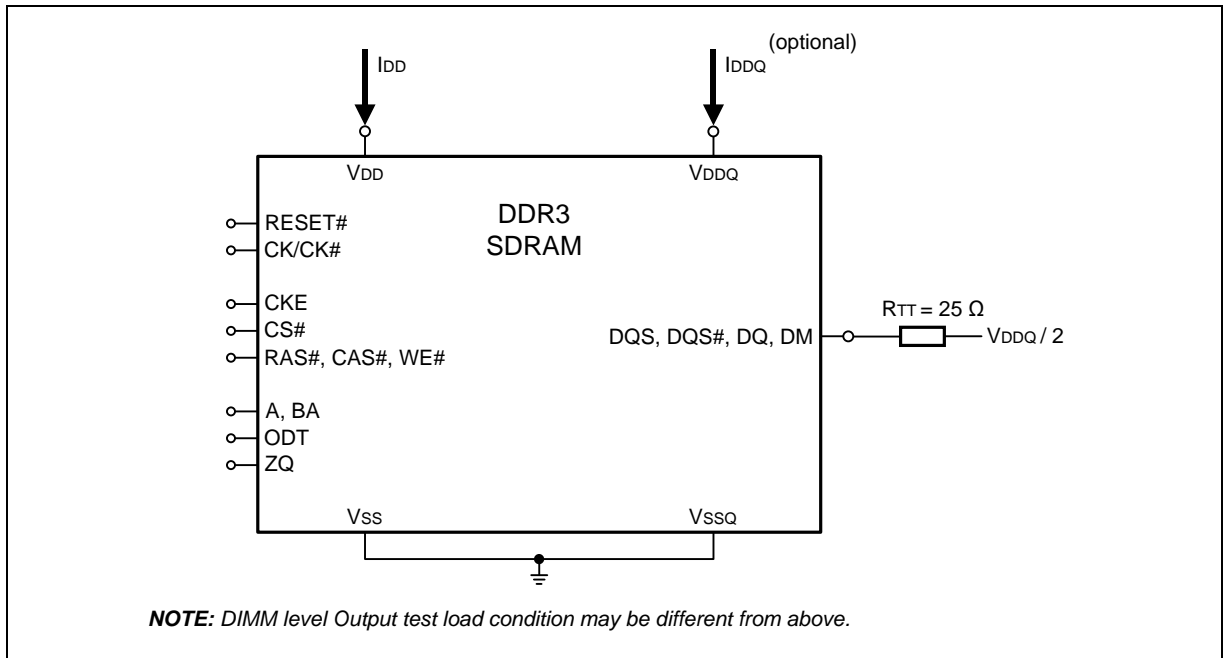 (optional)
IDD
IDDQ
VDD
VDDQ
DDR3
SDRAM
RESET#
CK/CK#
CKE
CS#
RAS#, CAS#, WE#
A, BA
ODT
ZQ
DQS, DQS#, DQ, DM
RTT = 25 Ω
VDDQ / 2
VSS
VSSQ
NOTE: DIMM level Output test load condition may be different from above.